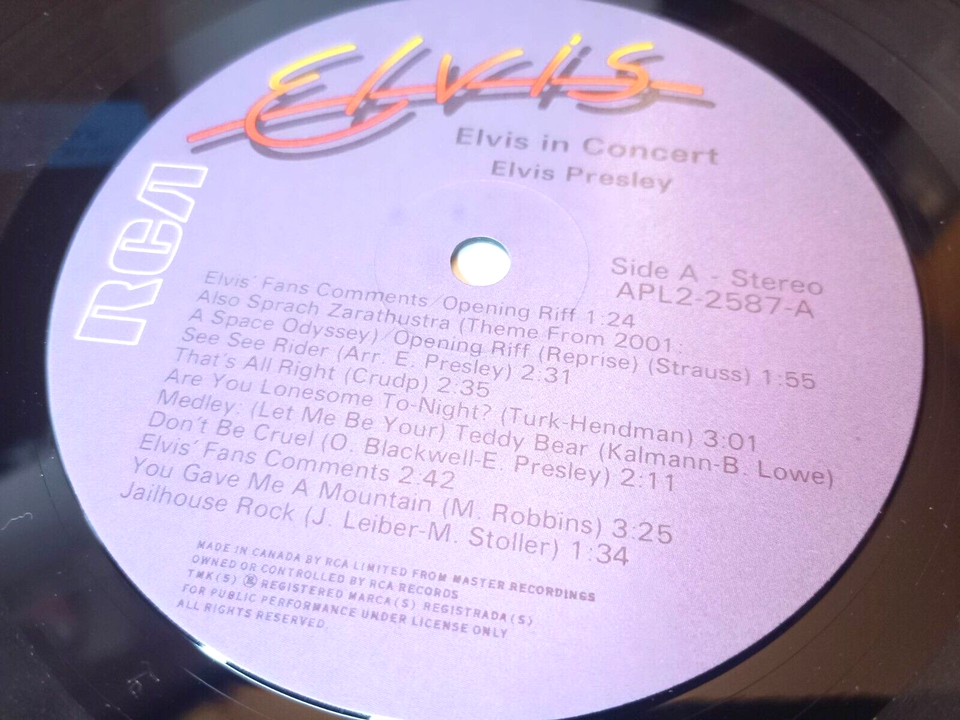 Elvis
Elvis in Concert
Elvis Presley
RCA
Side A - Stereo
APL2-2587-A
Elvis' Fans Comments/Opening Riff 1:24
Also Sprach Zarathustra (Theme From 2001:
A Space Odyssey)/Opening Riff (Reprise) (Strauss) 1:55
See See Rider (Arr. E. Presley) 2:31
That's All Right (Crudp) 2:35
Are You Lonesome To-Night? (Turk-Hendman) 3:01
Medley: (Let Me Be Your) Teddy Bear (Kalmann-B. Lowe)
Don't Be Cruel (O. Blackwell-E. Presley) 2:11
Elvis' Fans Comments 2:42
You Gave Me A Mountain (M. Robbins) 3:25
Jailhouse Rock (J. Leiber-M. Stoller) 1:34
MADE IN CANADA BY RCA LIMITED FROM MASTER RECORDINGS
OWNED OR CONTROLLED BY RCA RECORDS
TMK(S) ® REGISTERED MARCA(S) REGISTRADA(S)
FOR PUBLIC PERFORMANCE UNDER LICENSE ONLY
ALL RIGHTS RESERVED